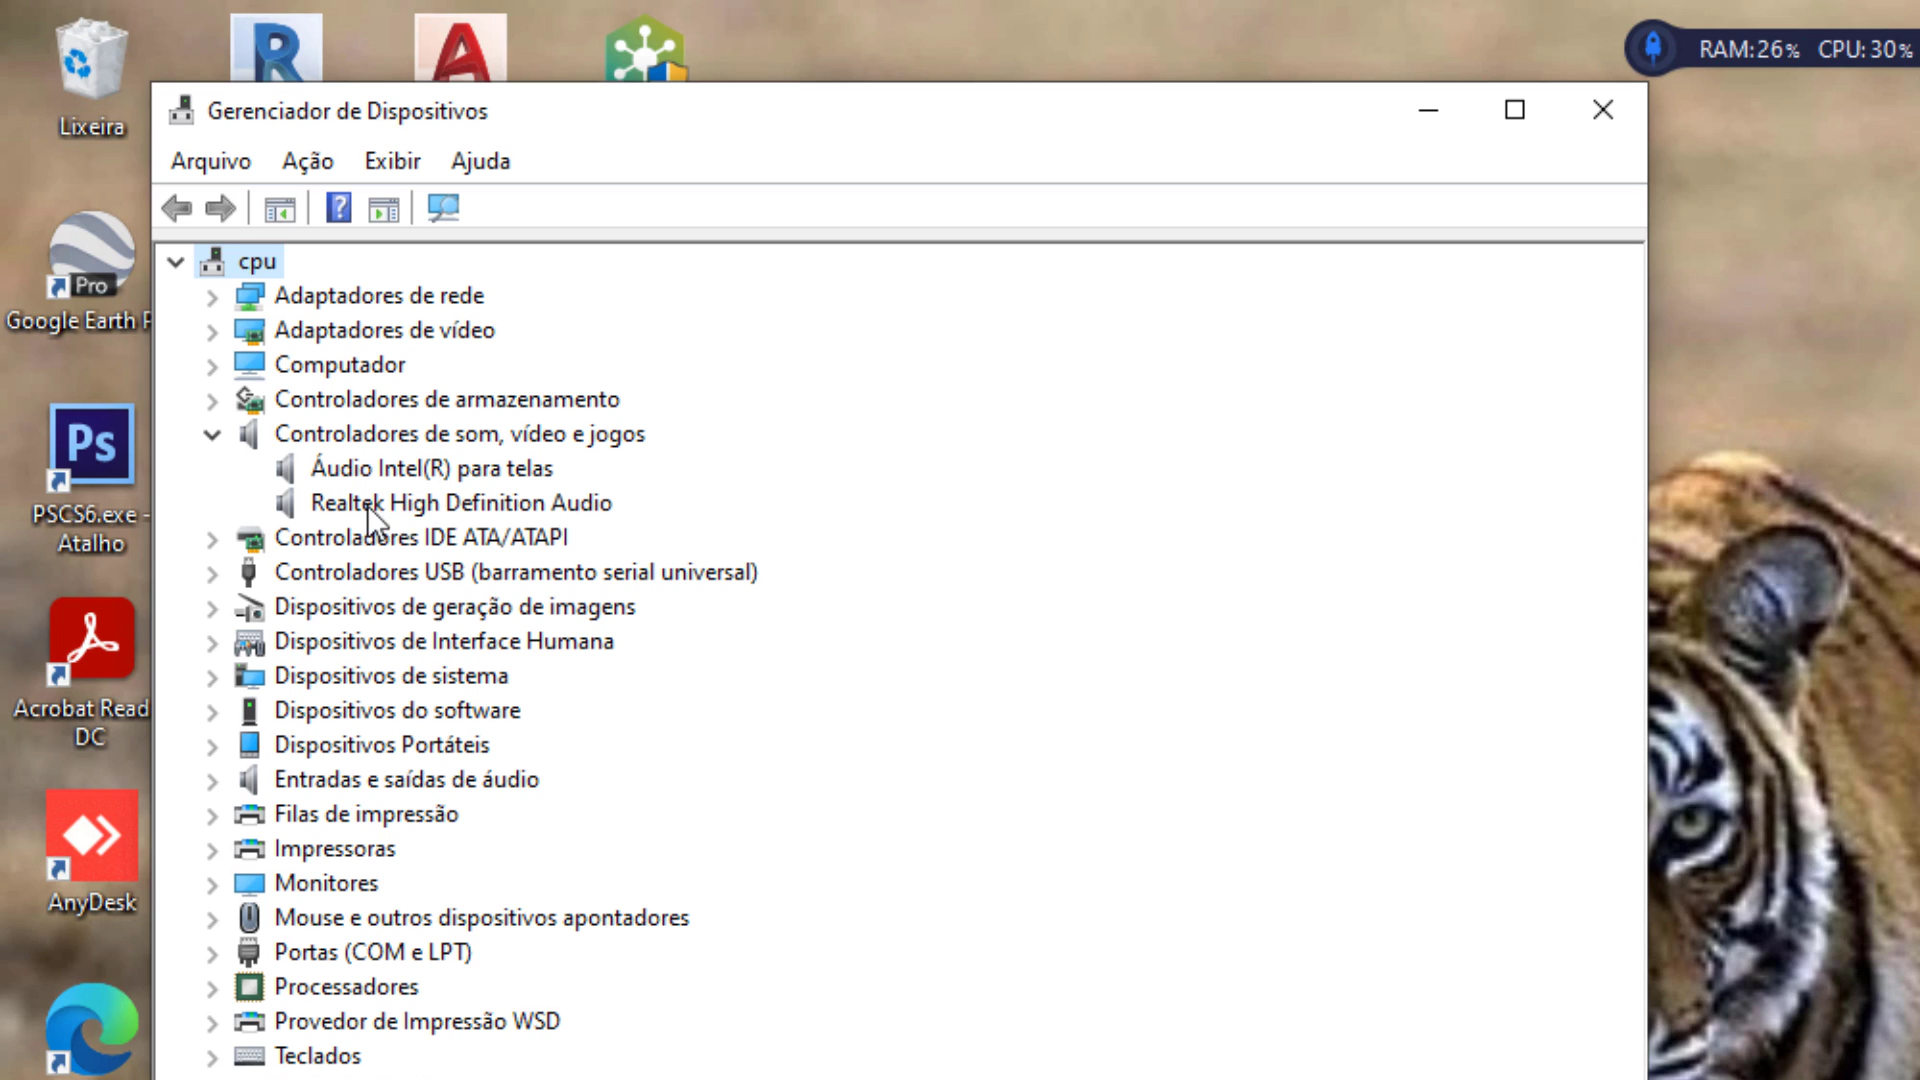 RAM:26% CPU:30%
Lixeira
Gerenciador de Dispositivos
Arquivo Ação Exibir Ajuda
cpu
Adaptadores de rede
Adaptadores de vídeo
Computador
Controladores de armazenamento
Controladores de som, vídeo e jogos
Áudio Intel(R) para telas
Realtek High Definition Audio
Controladores IDE ATA/ATAPI
Controladores USB (barramento serial universal)
Dispositivos de geração de imagens
Dispositivos de Interface Humana
Dispositivos de sistema
Dispositivos do software
Dispositivos Portáteis
Entradas e saídas de áudio
Filas de impressão
Impressoras
Monitores
Mouse e outros dispositivos apontadores
Portas (COM e LPT)
Processadores
Provedor de Impressão WSD
Teclados
Pro
Google Earth P
Ps
PSCS6.exe -
Atalho
Acrobat Read
DC
AnyDesk